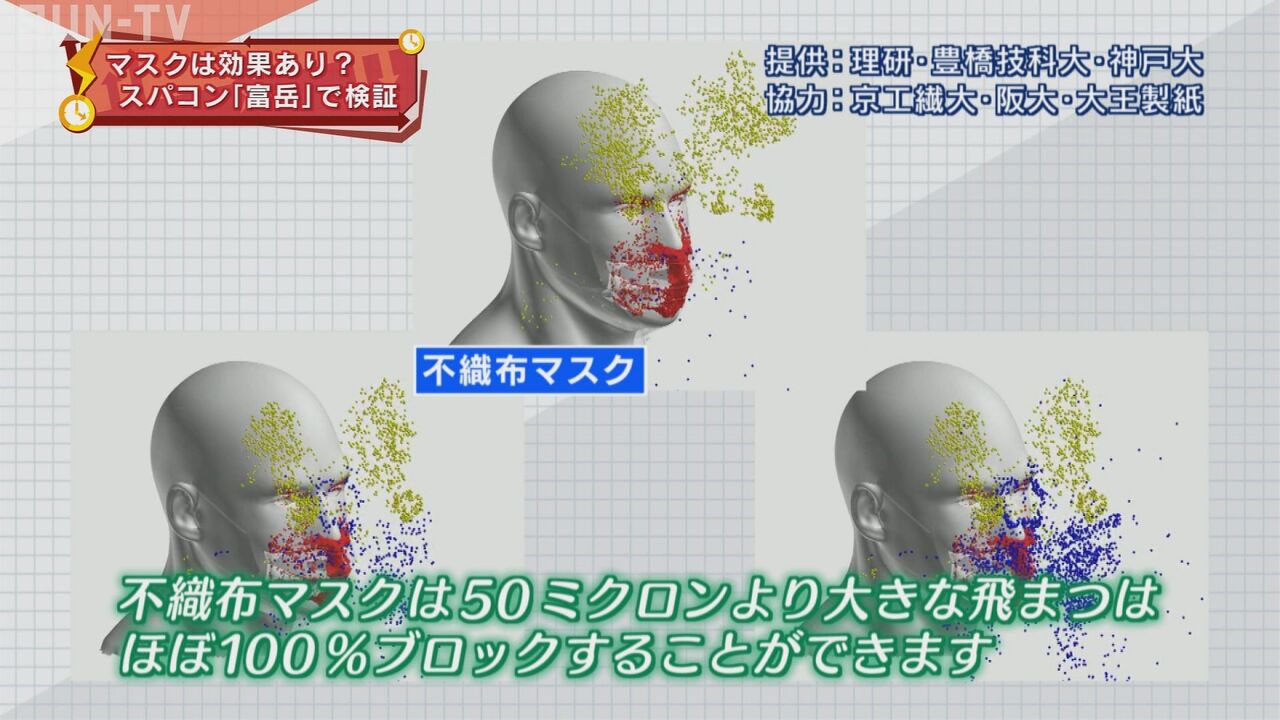 SUN-TV
マスクは効果あり?
スパコン「富岳」で検証
提供:理研・豊橋技科大・神戸大
協力:京工繊大・阪大・大王製紙
不織布マスク
不織布マスクは50ミクロンより大きな飛まつは
ほぼ100%ブロックすることができます